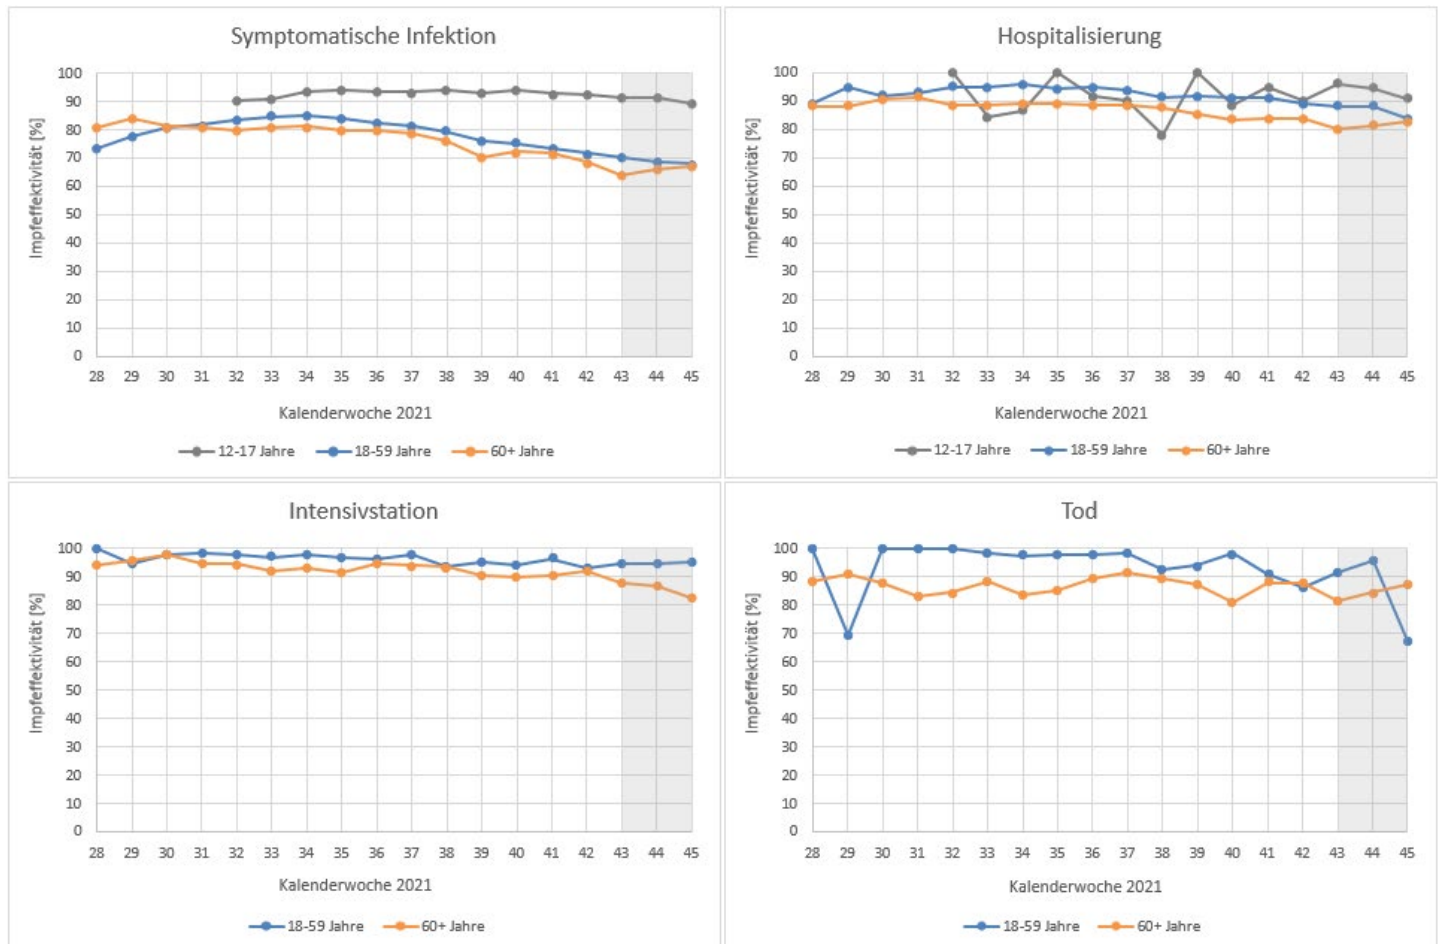 Symptomatische Infektion
Impfeffektivität [%]
100
90
80
70
60
50
40
30
20
10
0
28 29 30 31 32 33 34 35 36 37 38 39 40 41 42 43 44 45
Kalenderwoche 2021
12-17 Jahre 18-59 Jahre 60+ Jahre
Hospitalisierung
Impfeffektivität [%]
100
90
80
70
60
50
40
30
20
10
0
28 29 30 31 32 33 34 35 36 37 38 39 40 41 42 43 44 45
Kalenderwoche 2021
12-17 Jahre 18-59 Jahre 60+ Jahre
Intensivstation
Impfeffektivität [%]
100
90
80
70
60
50
40
30
20
10
0
28 29 30 31 32 33 34 35 36 37 38 39 40 41 42 43 44 45
Kalenderwoche 2021
18-59 Jahre 60+ Jahre
Tod
Impfeffektivität [%]
100
90
80
70
60
50
40
30
20
10
0
28 29 30 31 32 33 34 35 36 37 38 39 40 41 42 43 44 45
Kalenderwoche 2021
18-59 Jahre 60+ Jahre